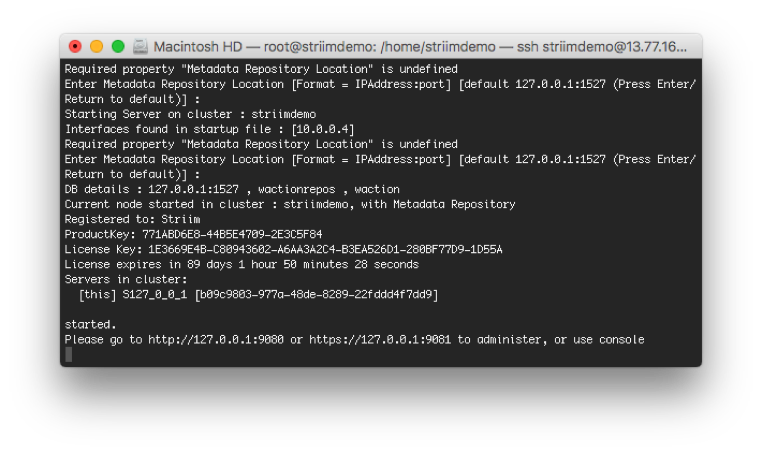 Macintosh HD — root@striimdemo: /home/striimdemo — ssh striimdemo@13.77.16...
Required property "Metadata Repository Location" is undefined
Enter Metadata Repository Location [Format = IPAddress:port] [default 127.0.0.1:1527 (Press Enter/
Return to default)] :
Starting Server on cluster : striimdemo
Interfaces found in startup file : [10.0.0.4]
Required property "Metadata Repository Location" is undefined
Enter Metadata Repository Location [Format = IPAddress:port] [default 127.0.0.1:1527 (Press Enter/
Return to default)] :
DB details : 127.0.0.1:1527 , wactionrepos , waction
Current node started in cluster : striimdemo, with Metadata Repository
Registered to: Striim
ProductKey: 771ABD6E8-44B5E4709-2E3C5F84
License Key: 1E3669E4B-C80943602-A6AA3A2C4-B3EA526D1-280BF77D9-1D55A
License expires in 89 days 1 hour 50 minutes 28 seconds
Servers in cluster:
[this] S127_0_0_1 [b09c9803-977a-48de-8289-22fddd4f7dd9]
started.
Please go to http://127.0.0.1:9080 or https://127.0.0.1:9081 to administer, or use console